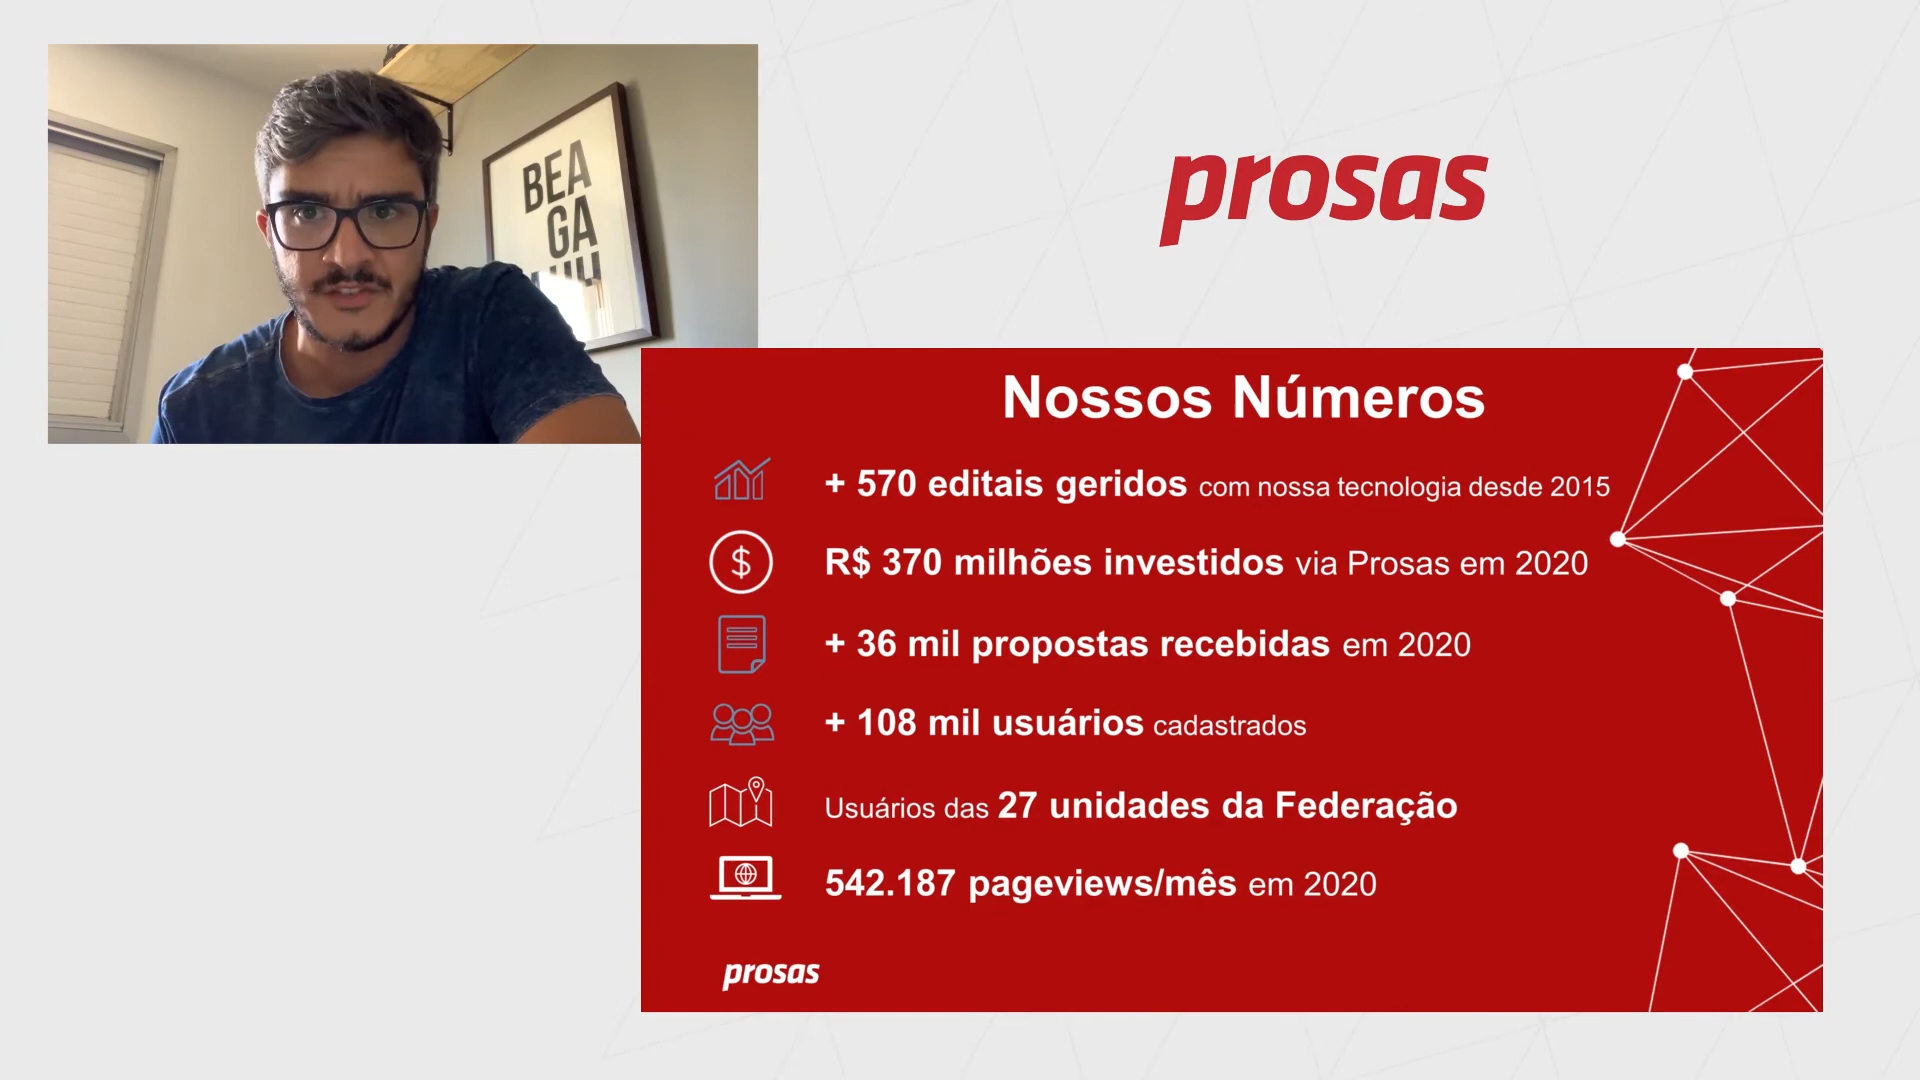 BEA
GA
prosas
Nossos Números
+ 570 editais geridos com nossa tecnologia desde 2015
R$ 370 milhões investidos via Prosas em 2020
+ 36 mil propostas recebidas em 2020
+ 108 mil usuários cadastrados
Usuários das 27 unidades da Federação
542.187 pageviews/mês em 2020
prosas